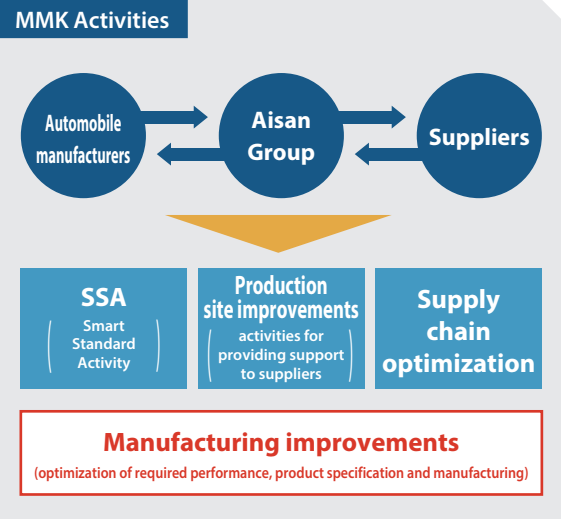 MMK Activities
Automobile
manufacturers
Aisan
Group
Suppliers
SSA
(Smart
Standard
Activity)
Production
site improvements
(activities for
providing support
to suppliers)
Supply
chain
optimization
Manufacturing improvements
(optimization of required performance, product specification and manufacturing)